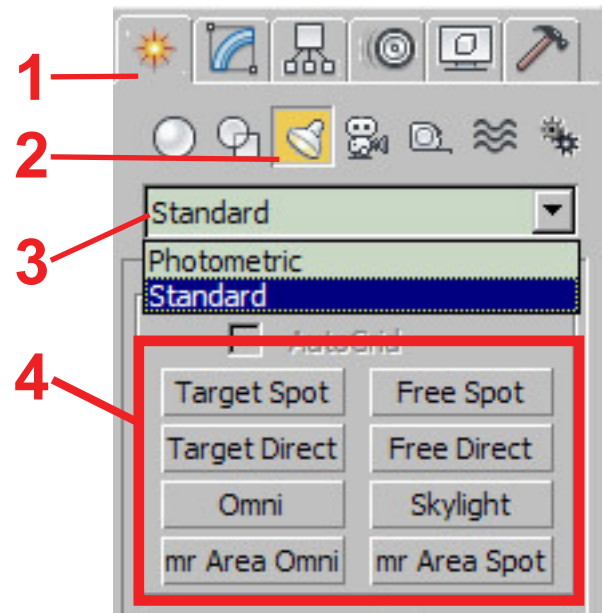 1
2
Standard
3
Photometric
Standard
AutoGrid
4
Target Spot Free Spot
Target Direct Free Direct
Omni Skylight
mr Area Omni mr Area Spot